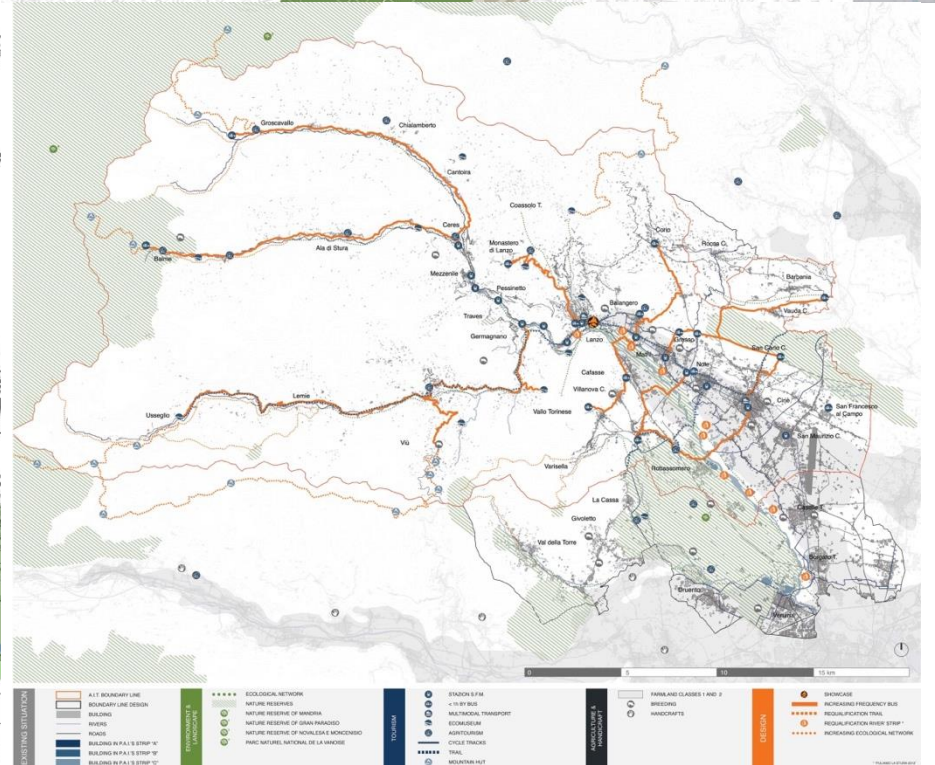 Groscavallo
Chialamberto
Cantoira
Coassolo T.
Ceres
Monastero
di Lanzo
Corio
Rocca C.
Ala di Stura
Balme
Mezzenile
Barbania
Pessinetto
Balangero
Vauda C.
Traves
Germagnano
Lanzo
Mathi
Grosso
San Carlo C.
Cafasse
Nole
Villanova C.
Lemie
Ciriè
San Francesco
al Campo
Usseglio
Vallo Torinese
San Maurizio C.
Viù
Varisella
Robassomero
La Cassa
Givoletto
Caselle T.
Val della Torre
Borgaro T.
Druento
Venaria
0
5
10
15 km
EXISTING SITUATION
A.I.T. BOUNDARY LINE
BOUNDARY LINE DESIGN
BUILDING
RIVERS
ROADS
BUILDING IN P.A.I.'S STRIP "A"
BUILDING IN P.A.I.'S STRIP "B"
BUILDING IN P.A.I.'S STRIP "C"
ENVIRONMENT &
LANDSCAPE
ECOLOGICAL NETWORK
NATURE RESERVES
NATURE RESERVE OF MANDRIA
NATURE RESERVE OF GRAN PARADISO
NATURE RESERVE OF NOVALESA E MONCENISIO
PARC NATUREL NATIONAL DE LA VANOISE
TOURISM
STAZION S.F.M.
< 1h BY BUS
MULTIMODAL TRANSPORT
ECOMUSEUM
AGRITOURISM
CYCLE TRACKS
TRAIL
MOUNTAIN HUT
AGRICULTURE &
HANDICRAFT
FARMLAND CLASSES 1 AND 2
BREEDING
HANDCRAFTS
DESIGN
SHOWCASE
INCREASING FREQUENCY BUS
REQUALIFICATION TRAIL
REQUALIFICATION RIVER STRIP *
INCREASING ECOLOGICAL NETWORK